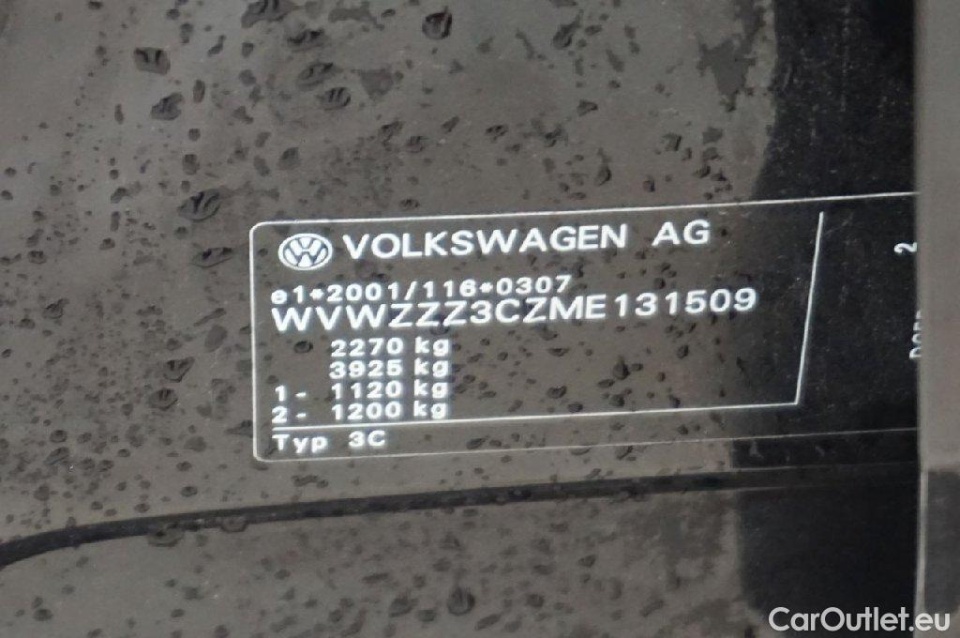 VOLKSWAGEN AG
e1*2001/116*0307
WVWZZZ3CZME131509
2270 kg
3925 kg
1- 1120 kg
2- 1200 kg
Typ 3C
2
CarOutlet.eu